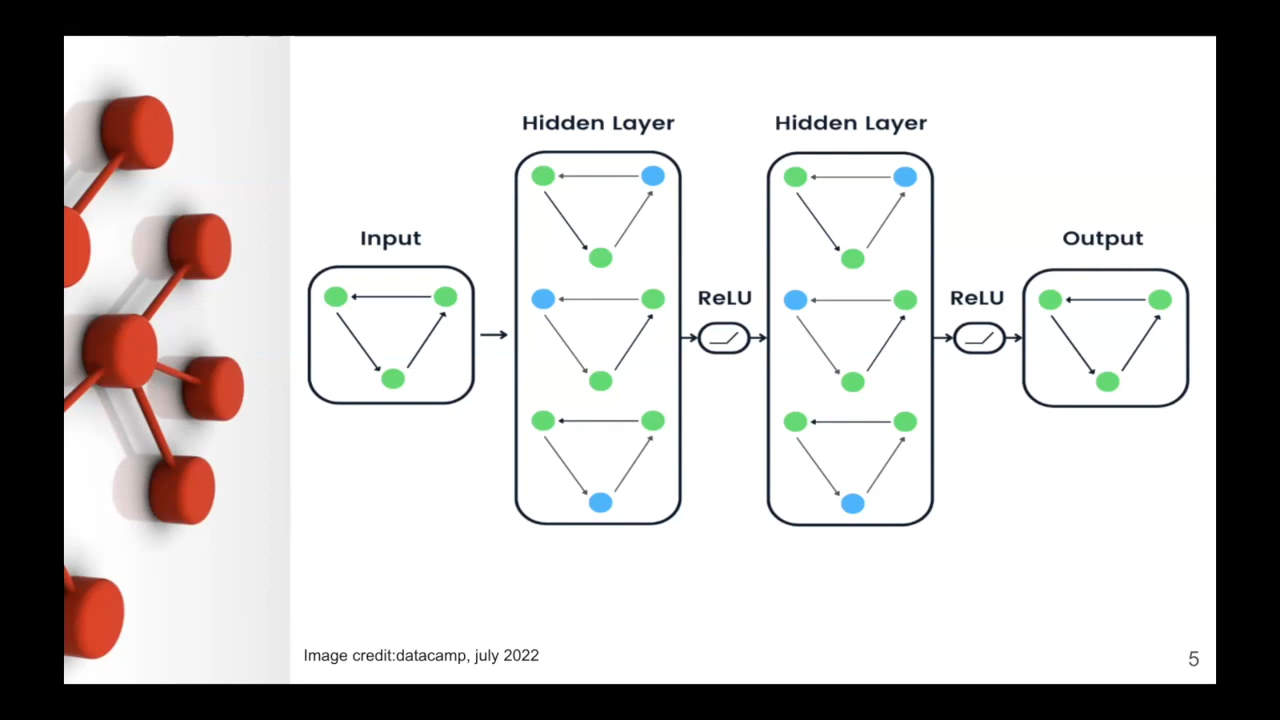 Hidden Layer
Hidden Layer
Input
Output
ReLU
ReLU
Image credit:datacamp, july 2022
5